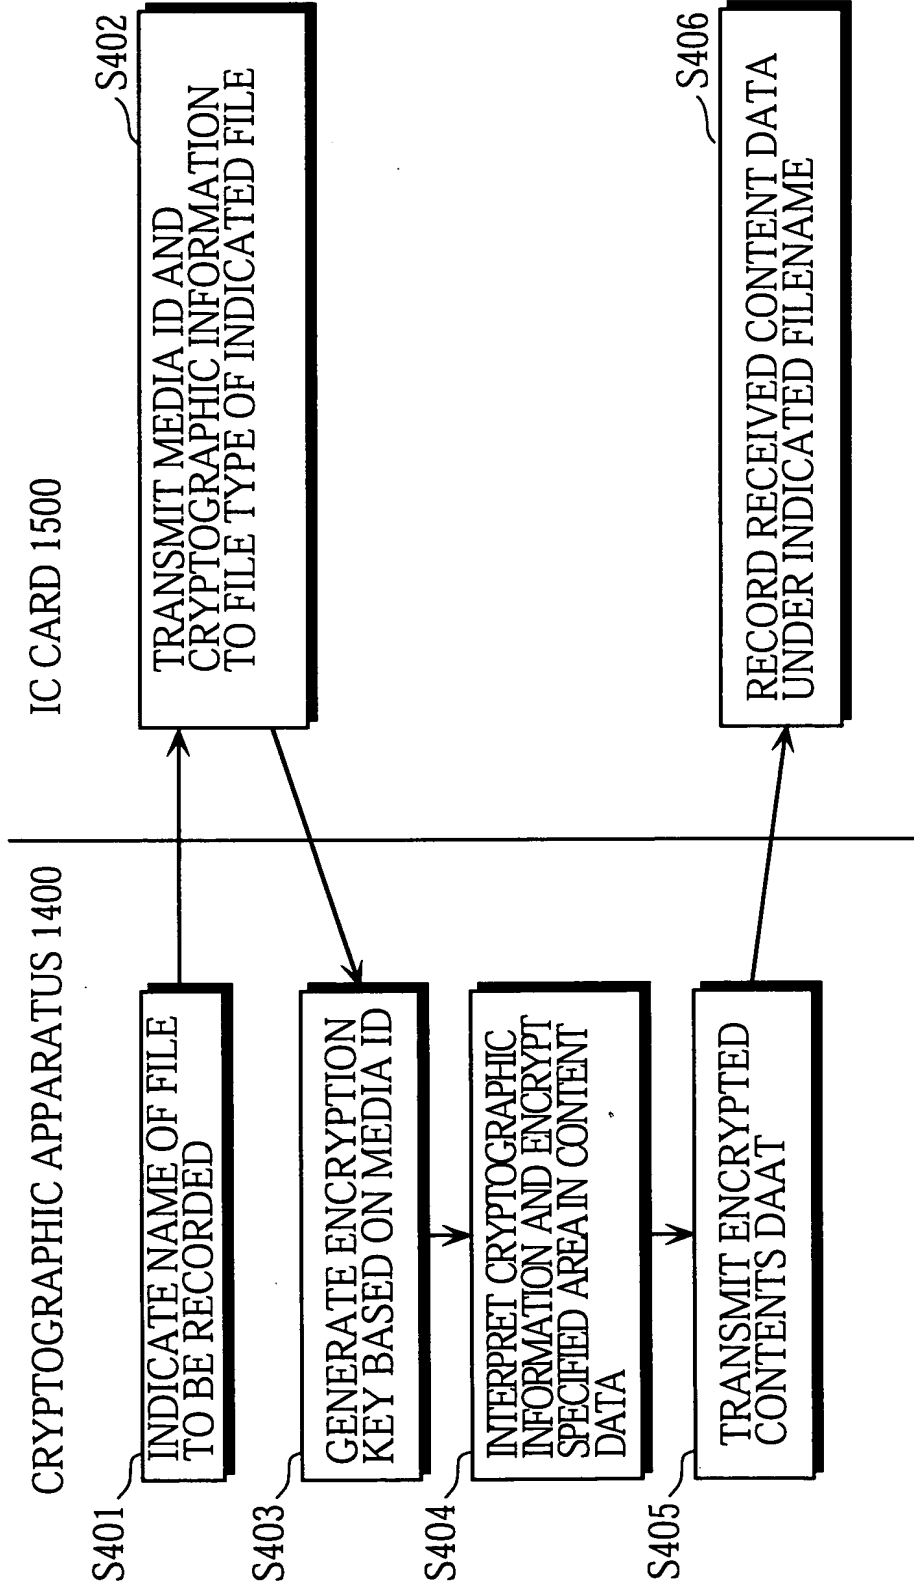 CRYPTOGRAPHIC APPARATUS 1400
IC CARD 1500
S401
INDICATE NAME OF FILE
TO BE RECORDED
S402
TRANSMIT MEDIA ID AND
CRYPTOGRAPHIC INFORMATION
TO FILE TYPE OF INDICATED FILE
S403
GENERATE ENCRYPTION
KEY BASED ON MEDIA ID
S404
INTERPRET CRYPTOGRAPHIC
INFORMATION AND ENCRYPT
SPECIFIED AREA IN CONTENT
DATA
S405
TRANSMIT ENCRYPTED
CONTENTS DAAT
S406
RECORD RECEIVED CONTENT DATA
UNDER INDICATED FILENAME